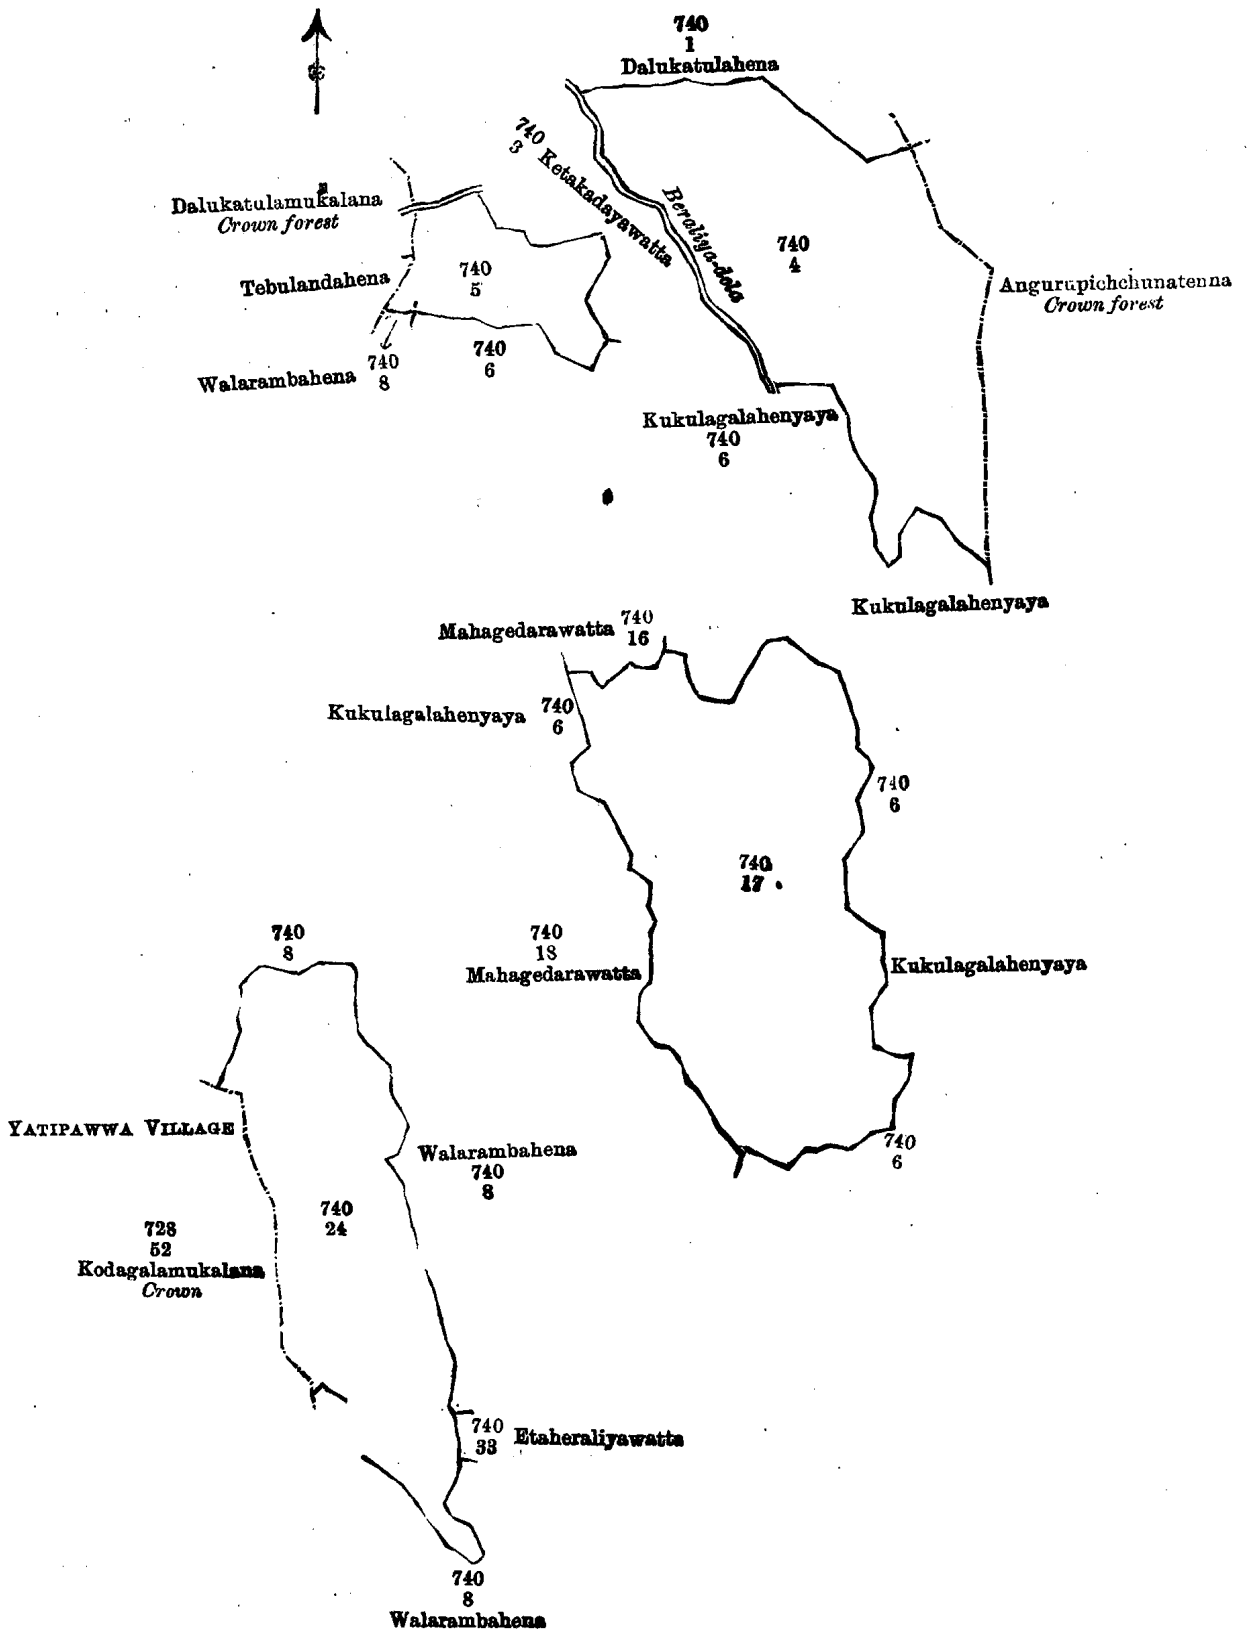 740
1
Dalukatulahena
740
3
Ketakadayawatta
Beraliya-dola
740
4
Angurupichchunatenna
Crown forest
Dalukatulamukalana
Crown forest
Tebulandahena
740
5
740
8
Walarambahena
740
6
Kukulagalahenyaya
740
6
Kukulagalahenyaya
Mahagedarawatta
740
16
Kukulagalahenyaya
740
6
740
6
740
17
740
18
Mahagedarawatta
Kukulagalahenyaya
740
6
740
8
YATIPAWWA VILLAGE
Walarambahena
740
8
740
24
728
52
Kodagalamukalana
Crown
740
33
Etaheraliyawatta
740
8
Walarambahena